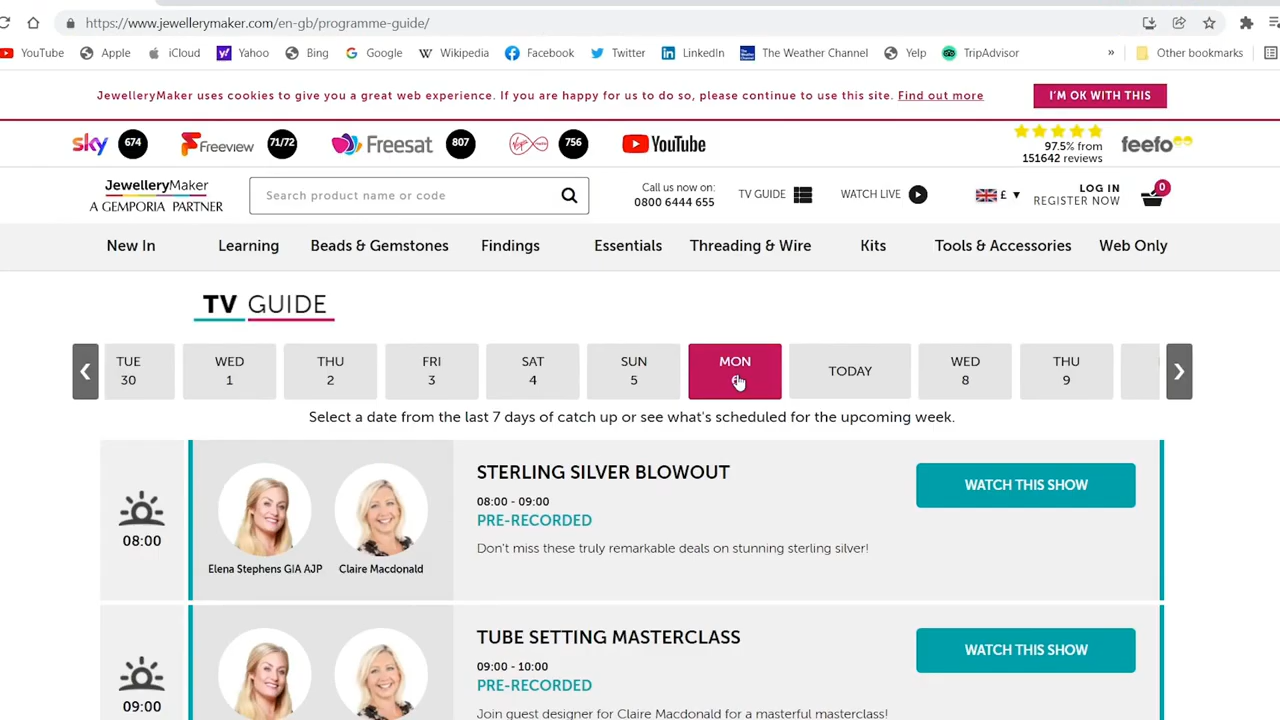 https://www.jewellerymaker.com/en-gb/programme-guide/
YouTube Apple iCloud Yahoo Bing Google Wikipedia Facebook Twitter LinkedIn The Weather Channel Yelp TripAdvisor » Other bookmarks
JewelleryMaker uses cookies to give you a great web experience. If you are happy for us to do so, please continue to use this site. Find out more
I'M OK WITH THIS
sky 674 Freeview 71/72 Freesat 807 756 YouTube
97.5% from
151642 reviews
feefo
JewelleryMaker
A GEMPORIA PARTNER
Search product name or code
Call us now on:
0800 6444 655
TV GUIDE
WATCH LIVE
£ ▼
LOG IN
REGISTER NOW
0
New In Learning Beads & Gemstones Findings Essentials Threading & Wire Kits Tools & Accessories Web Only
TV GUIDE
TUE
30
WED
1
THU
2
FRI
3
SAT
4
SUN
5
MON
TODAY
WED
8
THU
9
Select a date from the last 7 days of catch up or see what's scheduled for the upcoming week.
08:00
Elena Stephens GIA AJP
Claire Macdonald
STERLING SILVER BLOWOUT
08:00 - 09:00
PRE-RECORDED
Don't miss these truly remarkable deals on stunning sterling silver!
WATCH THIS SHOW
09:00
TUBE SETTING MASTERCLASS
09:00 - 10:00
PRE-RECORDED
Join guest designer for Claire Macdonald for a masterful masterclass!
WATCH THIS SHOW